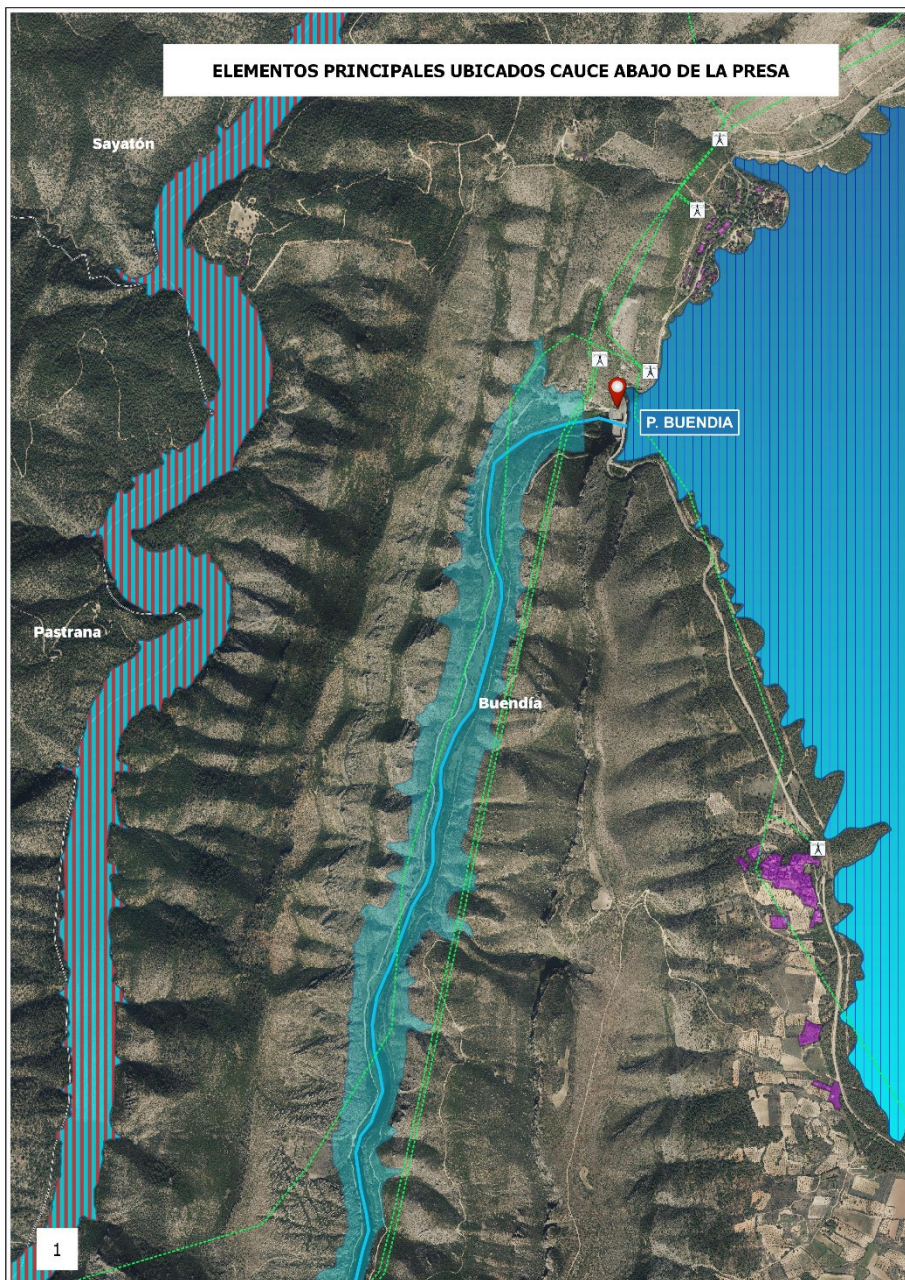 ELEMENTOS PRINCIPALES UBICADOS CAUCE ABAJO DE LA PRESA
Sayatón
P. BUENDIA
Pastrana
Buendía
1